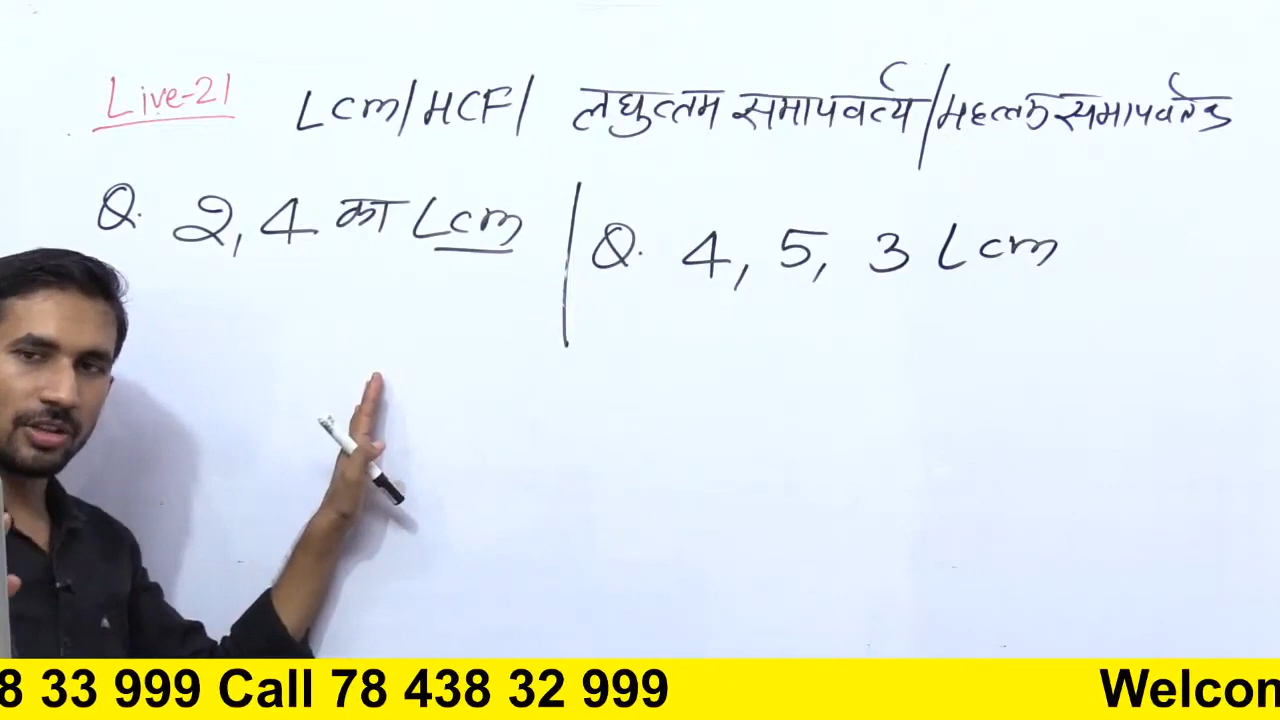 Live-21 Lcm/HCF/ लघुत्तम समापवर्त्य/महत्तम समापवर्तक
Q. 2, 4 का Lcm
Q. 4, 5, 3 Lcm
8 33 999 Call 78 438 32 999 Welcon